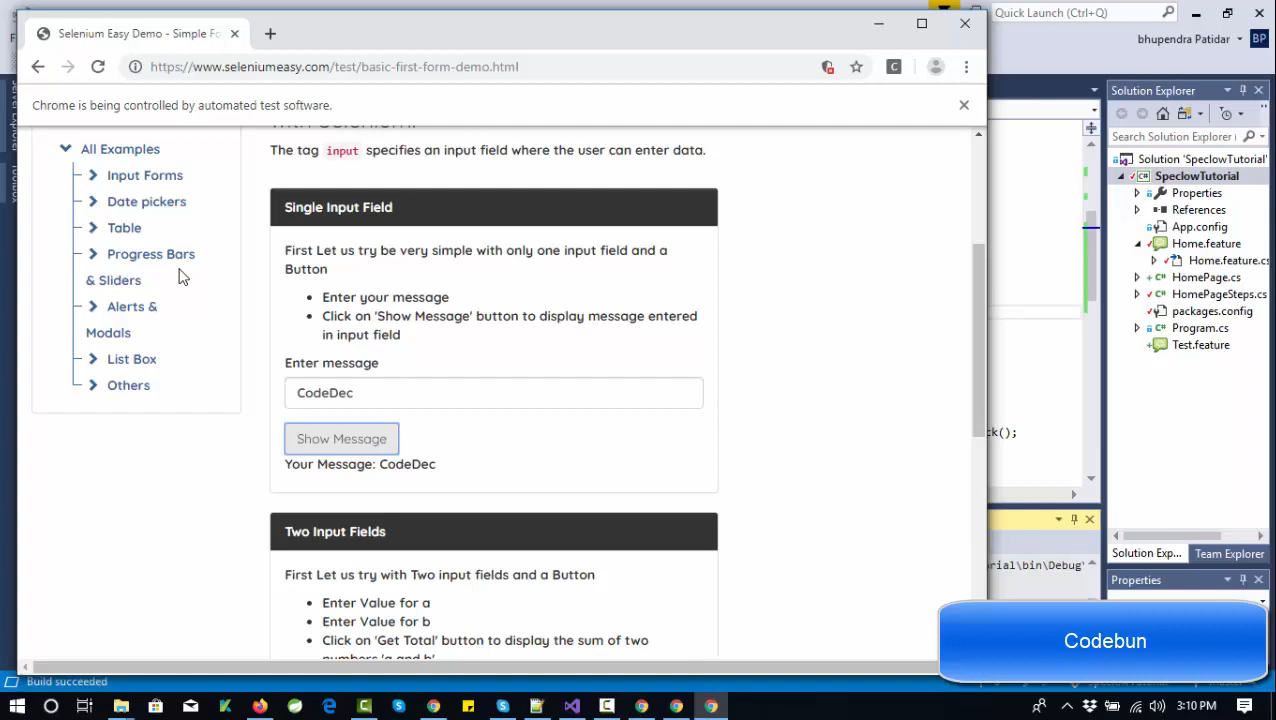 Selenium Easy Demo - Simple Fo
Quick Launch (Ctrl+Q)
bhupendra Patidar
BP
https://www.seleniumeasy.com/test/basic-first-form-demo.html
C
Chrome is being controlled by automated test software.
All Examples
Input Forms
Date pickers
Table
Progress Bars
& Sliders
Alerts &
Modals
List Box
Others
The tag input specifies an input field where the user can enter data.
Single Input Field
First Let us try be very simple with only one input field and a
Button
Enter your message
Click on 'Show Message' button to display message entered
in input field
Enter message
CodeDec
Show Message
Your Message: CodeDec
Two Input Fields
First Let us try with Two input fields and a Button
Enter Value for a
Enter Value for b
Click on 'Get Total' button to display the sum of two
numbers 'a and b'
ck();
orial\bin\Debug'
Solution Explorer
Search Solution Explorer
Solution 'SpeclowTutorial'
SpeclowTutorial
Properties
References
App.config
Home.feature
Home.feature.cs
HomePage.cs
HomePageSteps.cs
packages.config
Program.cs
Test.feature
Solution Exp...
Team Explorer
Properties
Codebun
Build succeeded
3:10 PM